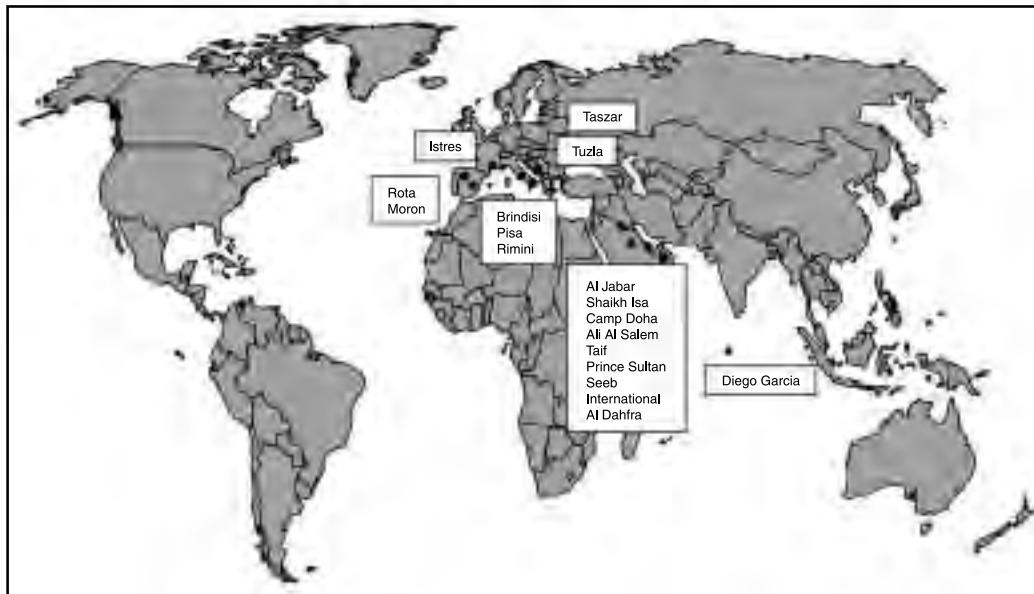 Taszar
Istres
Tuzla
Rota
Moron
Brindisi
Pisa
Rimini
Al Jabar
Shaikh Isa
Camp Doha
Ali Al Salem
Taif
Prince Sultan
Seeb
International
Al Dahfra
Diego Garcia